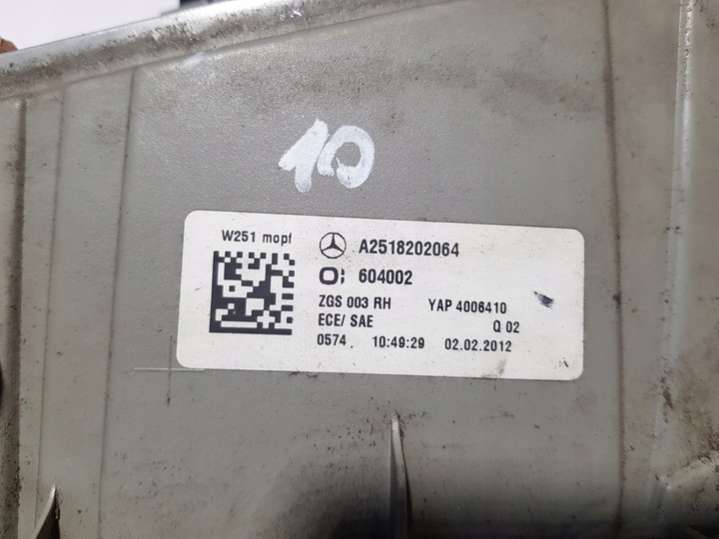 10
W251 mopf
A2518202064
604002
ZGS 003 RH YAP 4006410
ECE/ SAE Q 02
0574 10:49:29 02.02.2012